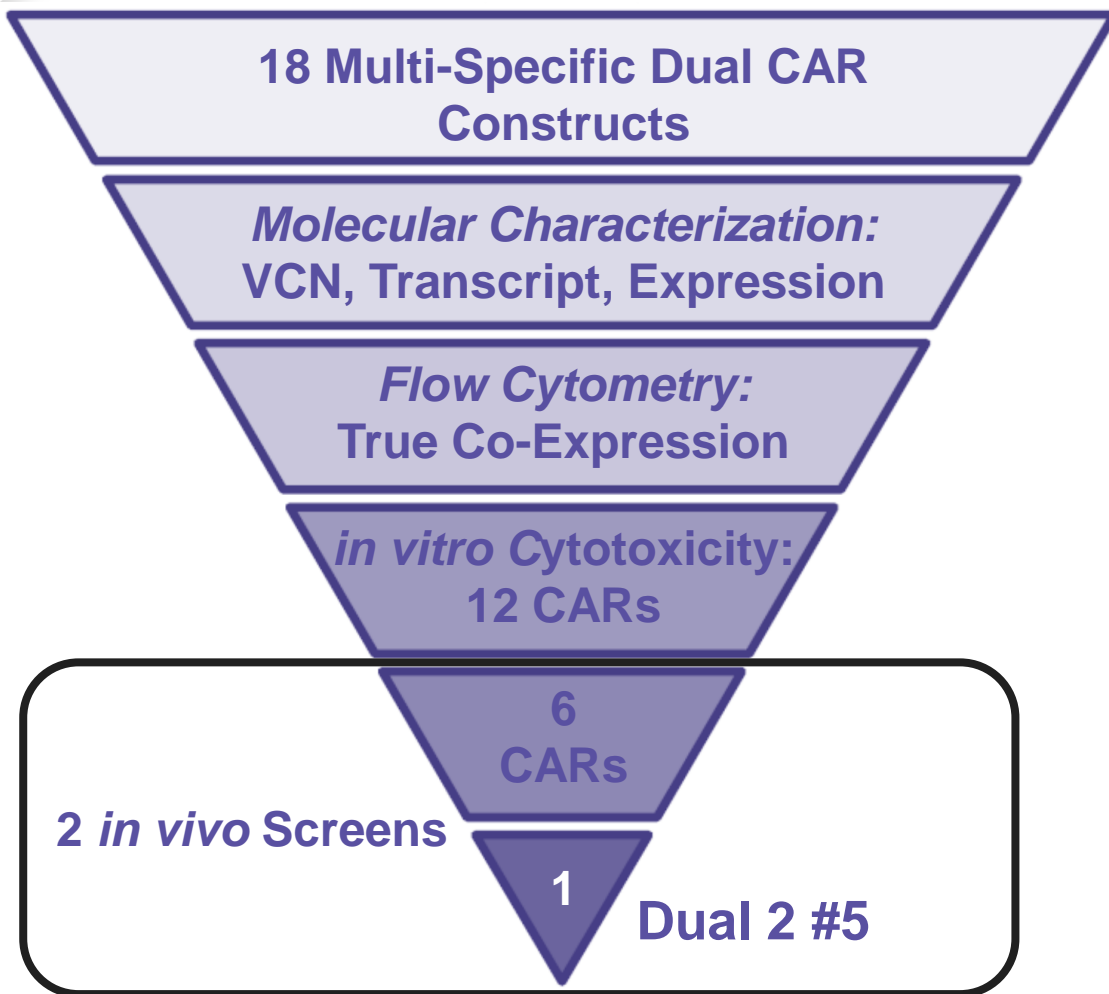 18 Multi-Specific Dual CAR
Constructs
Molecular Characterization:
VCN, Transcript, Expression
Flow Cytometry:
True Co-Expression
in vitro Cytotoxicity:
12 CARs
6
CARs
2 in vivo Screens
1
Dual 2 #5